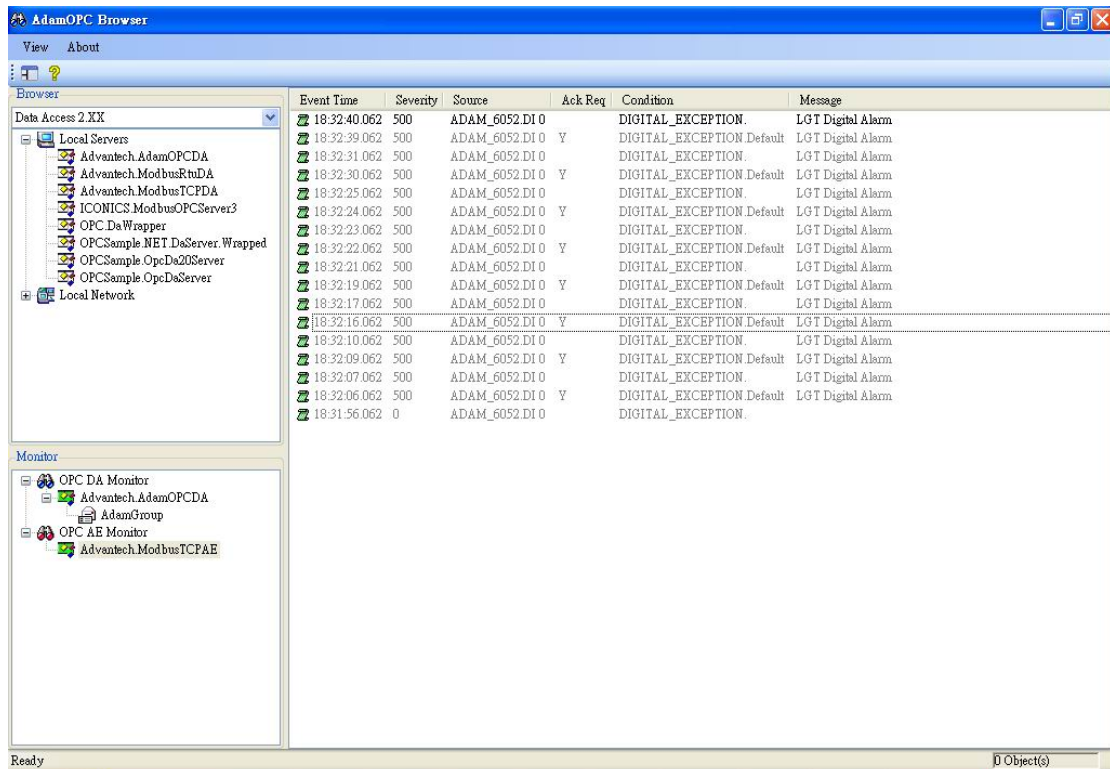 AdamOPC Browser
View About
Browser
Data Access 2.XX
Local Servers
Advantech.AdamOPCDA
Advantech.ModbusRtuDA
Advantech.ModbusTCPDA
ICONICS.ModbusOPCServer3
OPC.DaWrapper
OPCSample.NET.DaServer.Wrapped
OPCSample.OpcDa20Server
OPCSample.OpcDaServer
Local Network
Monitor
OPC DA Monitor
Advantech.AdamOPCDA
AdamGroup
OPC AE Monitor
Advantech.ModbusTCPAE
Event Time Severity Source Ack Req Condition Message
18:32:40.062 500 ADAM_6052.DI 0 DIGITAL_EXCEPTION. LGT Digital Alarm
18:32:39.062 500 ADAM_6052.DI 0 Y DIGITAL_EXCEPTION.Default LGT Digital Alarm
18:32:31.062 500 ADAM_6052.DI 0 DIGITAL_EXCEPTION. LGT Digital Alarm
18:32:30.062 500 ADAM_6052.DI 0 Y DIGITAL_EXCEPTION.Default LGT Digital Alarm
18:32:25.062 500 ADAM_6052.DI 0 DIGITAL_EXCEPTION. LGT Digital Alarm
18:32:24.062 500 ADAM_6052.DI 0 Y DIGITAL_EXCEPTION.Default LGT Digital Alarm
18:32:23.062 500 ADAM_6052.DI 0 DIGITAL_EXCEPTION. LGT Digital Alarm
18:32:22.062 500 ADAM_6052.DI 0 Y DIGITAL_EXCEPTION.Default LGT Digital Alarm
18:32:21.062 500 ADAM_6052.DI 0 DIGITAL_EXCEPTION. LGT Digital Alarm
18:32:19.062 500 ADAM_6052.DI 0 Y DIGITAL_EXCEPTION.Default LGT Digital Alarm
18:32:17.062 500 ADAM_6052.DI 0 DIGITAL_EXCEPTION. LGT Digital Alarm
18:32:16.062 500 ADAM_6052.DI 0 Y DIGITAL_EXCEPTION.Default LGT Digital Alarm
18:32:10.062 500 ADAM_6052.DI 0 DIGITAL_EXCEPTION. LGT Digital Alarm
18:32:09.062 500 ADAM_6052.DI 0 Y DIGITAL_EXCEPTION.Default LGT Digital Alarm
18:32:07.062 500 ADAM_6052.DI 0 DIGITAL_EXCEPTION. LGT Digital Alarm
18:32:06.062 500 ADAM_6052.DI 0 Y DIGITAL_EXCEPTION.Default LGT Digital Alarm
18:31:56.062 0 ADAM_6052.DI 0 DIGITAL_EXCEPTION.
Ready 0 Object(s)